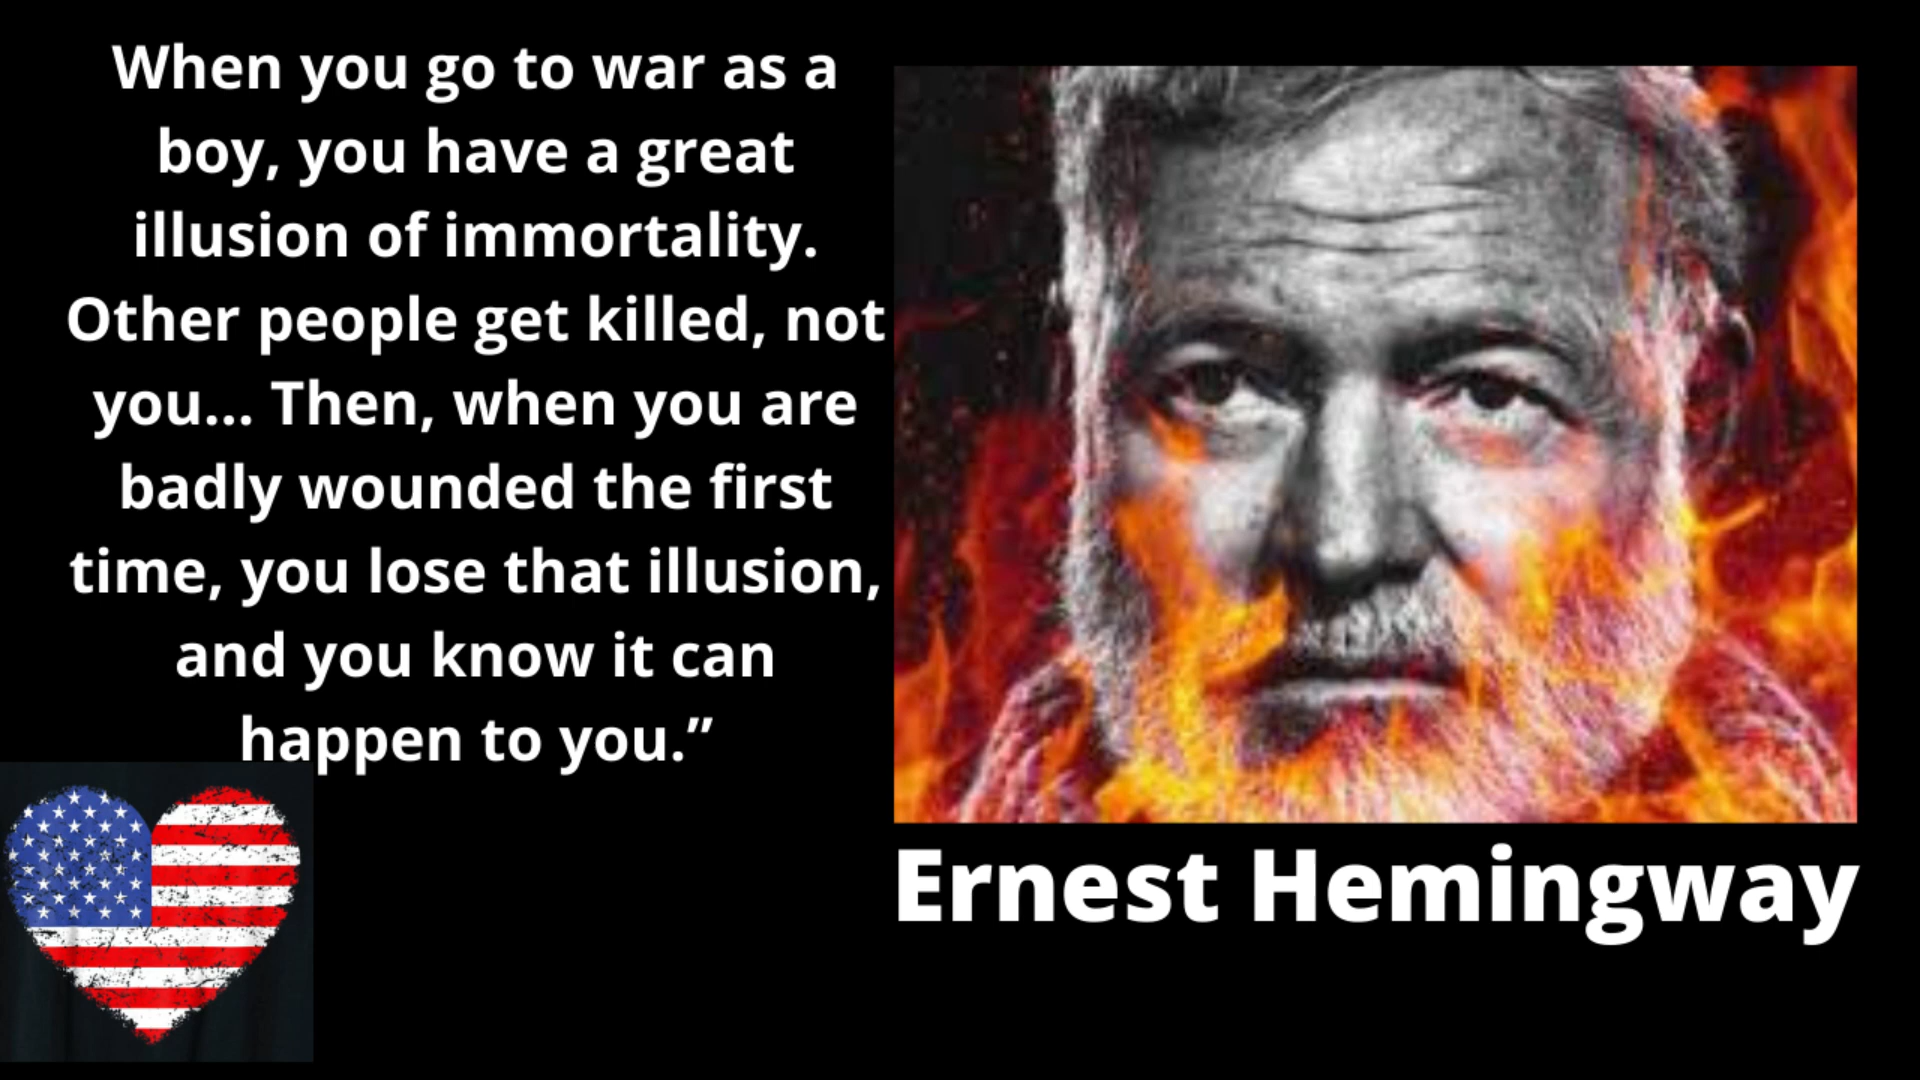 When you go to war as a
boy, you have a great
illusion of immortality.
Other people get killed, not
you... Then, when you are
badly wounded the first
time, you lose that illusion,
and you know it can
happen to you.”
Ernest Hemingway